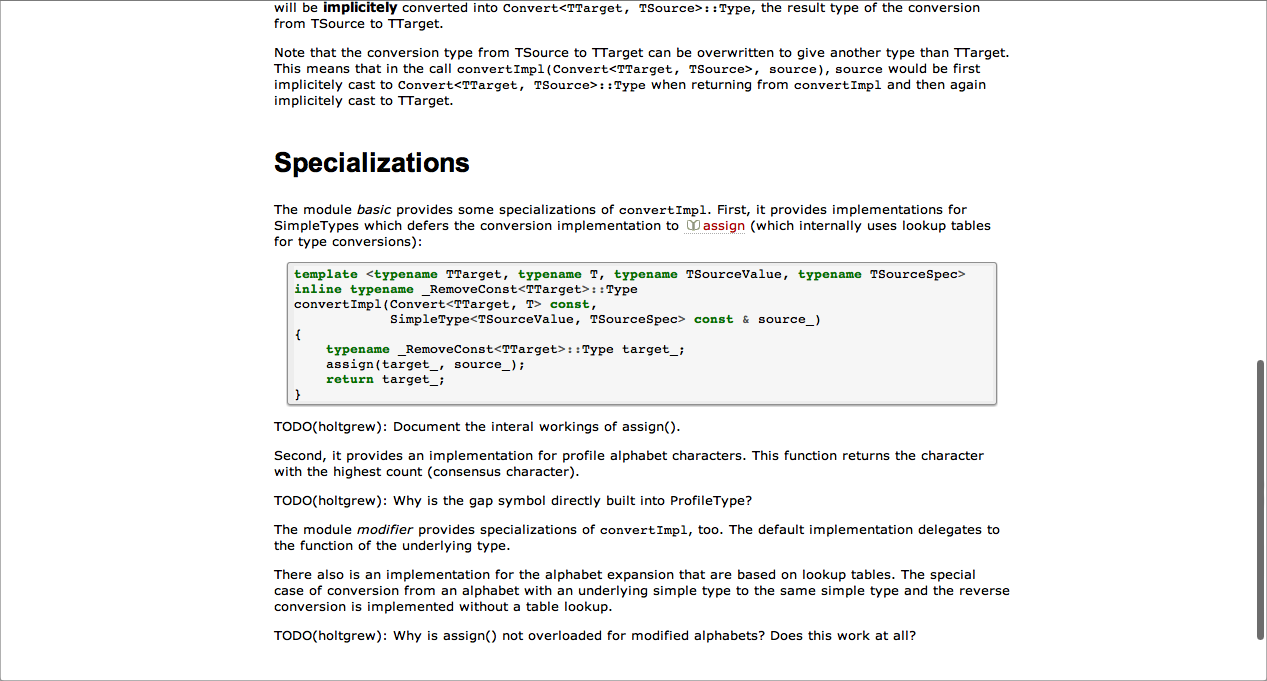 will be implicitely converted into Convert<TTarget, TSource>::Type, the result type of the conversion
from TSource to TTarget.
Note that the conversion type from TSource to TTarget can be overwritten to give another type than TTarget.
This means that in the call convertImpl(Convert<TTarget, TSource>, source), source would be first
implicitely cast to Convert<TTarget, TSource>::Type when returning from convertImpl and then again
implicitely cast to TTarget.
Specializations
The module basic provides some specializations of convertImpl. First, it provides implementations for
SimpleTypes which defers the conversion implementation to assign (which internally uses lookup tables
for type conversions):
template <typename TTarget, typename T, typename TSourceValue, typename TSourceSpec>
inline typename _RemoveConst<TTarget>::Type
convertImpl(Convert<TTarget, T> const,
            SimpleType<TSourceValue, TSourceSpec> const & source_)
{
    typename _RemoveConst<TTarget>::Type target_;
    assign(target_, source_);
    return target_;
}
TODO(holtgrew): Document the interal workings of assign().
Second, it provides an implementation for profile alphabet characters. This function returns the character
with the highest count (consensus character).
TODO(holtgrew): Why is the gap symbol directly built into ProfileType?
The module modifier provides specializations of convertImpl, too. The default implementation delegates to
the function of the underlying type.
There also is an implementation for the alphabet expansion that are based on lookup tables. The special
case of conversion from an alphabet with an underlying simple type to the same simple type and the reverse
conversion is implemented without a table lookup.
TODO(holtgrew): Why is assign() not overloaded for modified alphabets? Does this work at all?